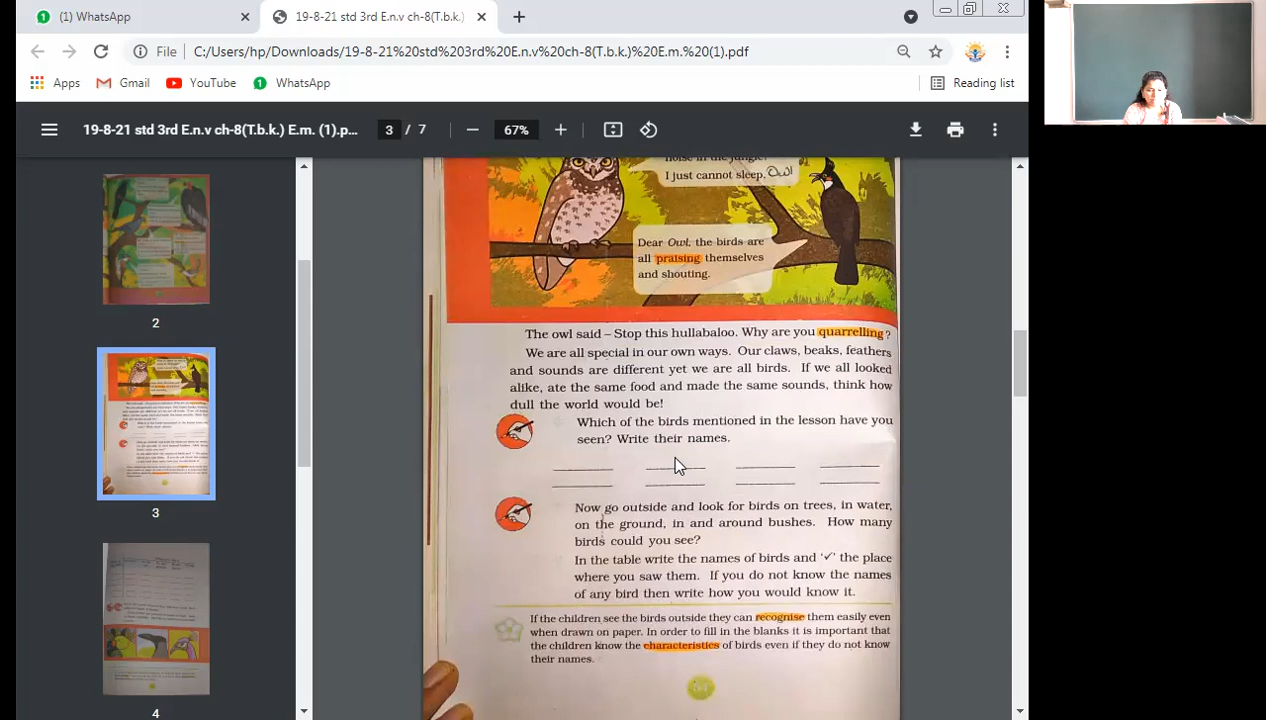 (1) WhatsApp
19-8-21 std 3rd E.n.v ch-8(T.b.k.)
File
C:/Users/hp/Downloads/19-8-21%20std%203rd%20E.n.v%20ch-8(T.b.k.)%20E.m.%20(1).pdf
Apps
Gmail
YouTube
WhatsApp
Reading list
19-8-21 std 3rd E.n.v ch-8(T.b.k.) E.m. (1).p...
3 / 7
67%
2
3
4
noise in the jungle!
I just cannot sleep. Owl
Dear Owl, the birds are
all praising themselves
and shouting.
The owl said – Stop this hullabaloo. Why are you quarrelling?
We are all special in our own ways. Our claws, beaks, feathers
and sounds are different yet we are all birds. If we all looked
alike, ate the same food and made the same sounds, think how
dull the world would be!
Which of the birds mentioned in the lesson have you
seen? Write their names.
Now go outside and look for birds on trees, in water,
on the ground, in and around bushes. How many
birds could you see?
In the table write the names of birds and '✓' the place
where you saw them. If you do not know the names
of any bird then write how you would know it.
If the children see the birds outside they can recognise them easily even
when drawn on paper. In order to fill in the blanks it is important that
the children know the characteristics of birds even if they do not know
their names.